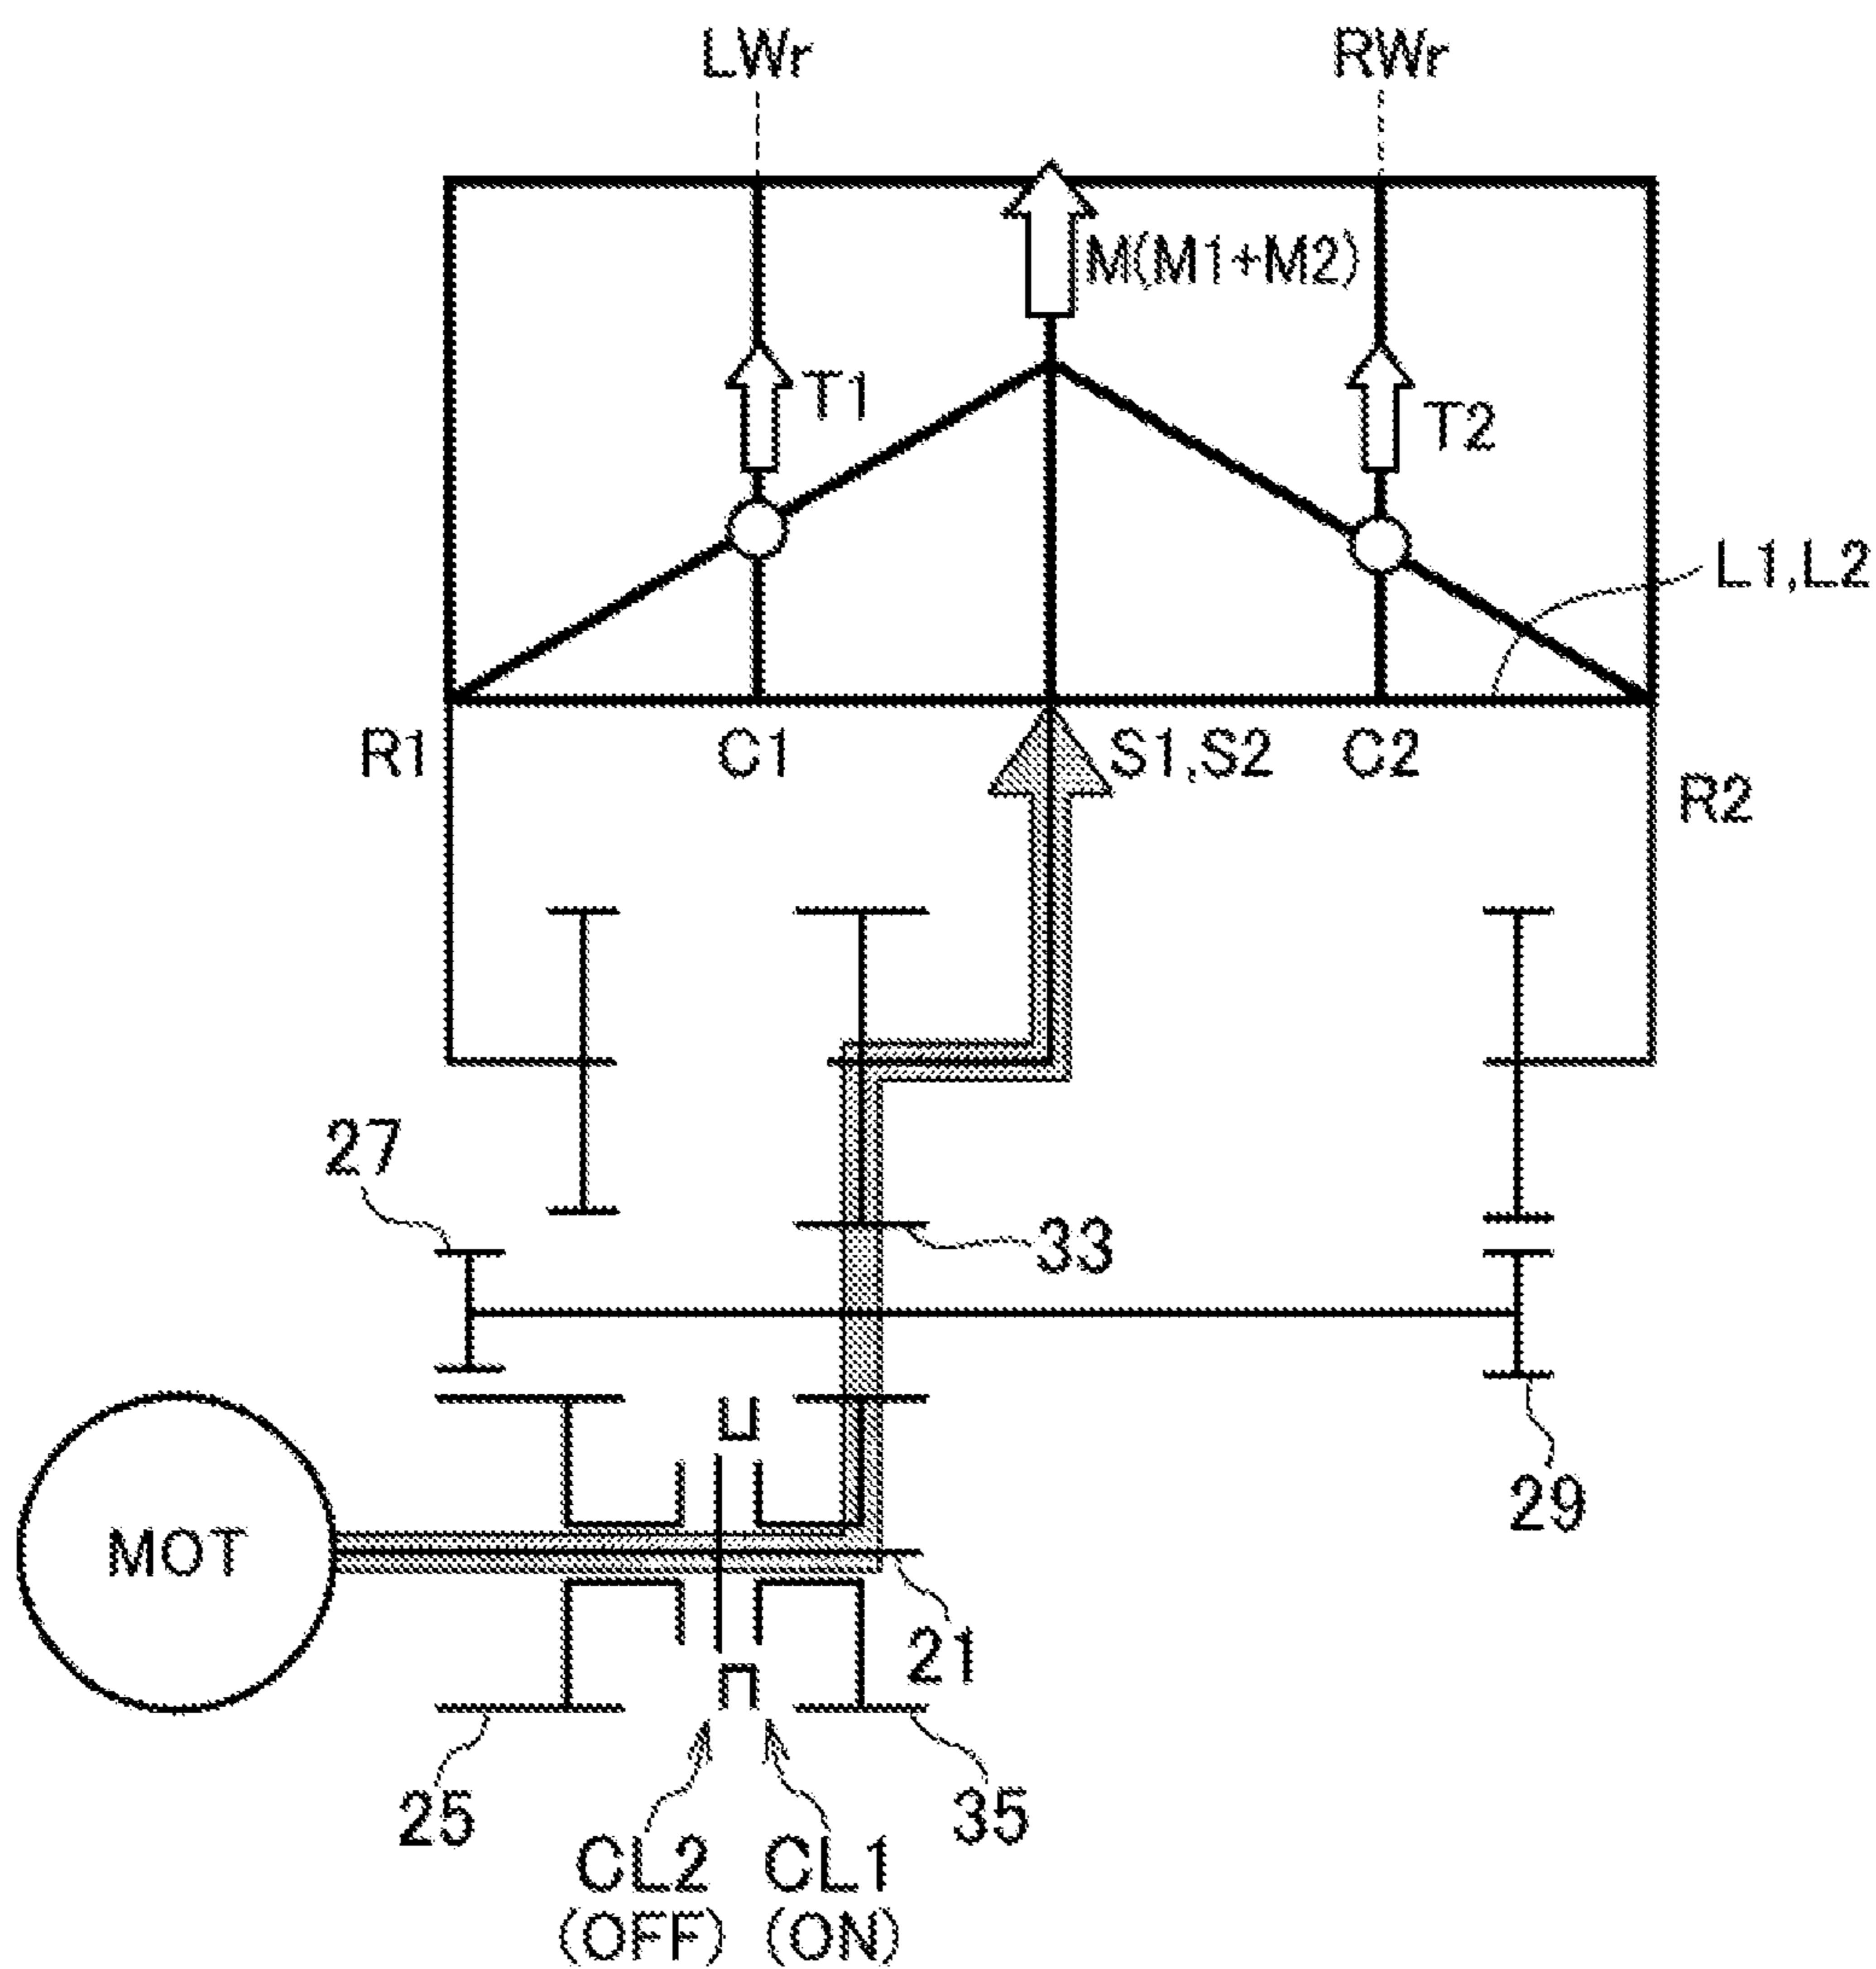 LWr RWr
M(M1+M2)
T1 T2
L1,L2
R1 C1 S1,S2 C2 R2
27
33
29
MOT
21
25 35
CL2 CL1
(OFF) (ON)